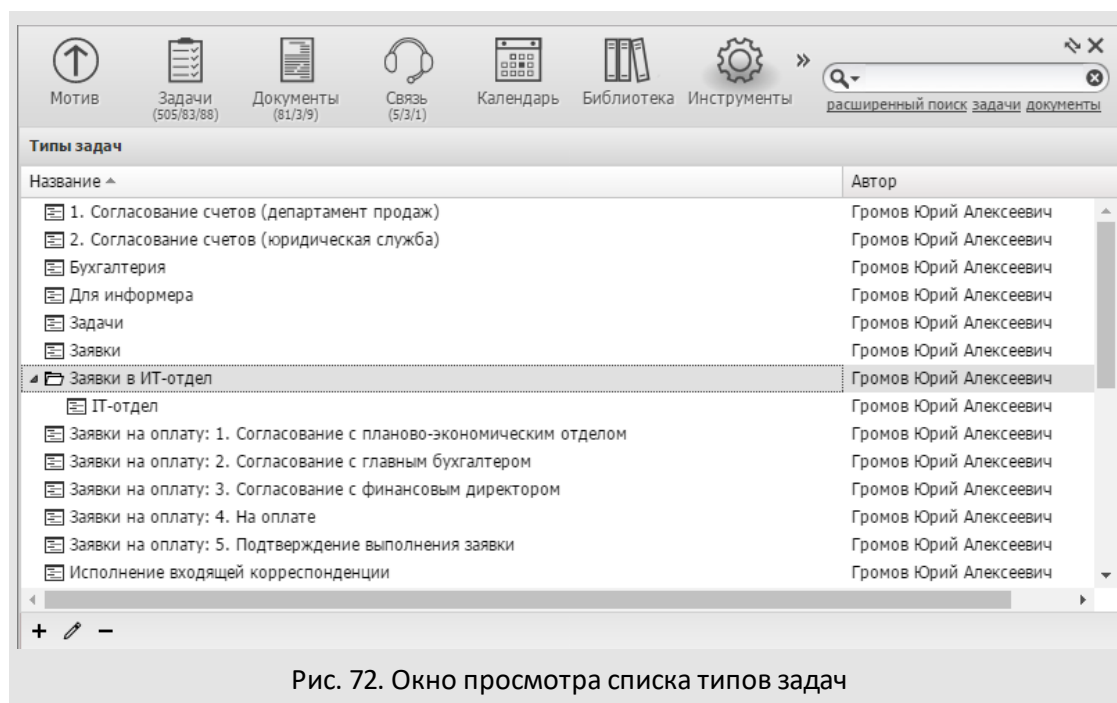 Мотив
Задачи
(505/83/88)
Документы
(81/3/9)
Связь
(5/3/1)
Календарь
Библиотека
Инструменты
»
расширенный поиск задачи документы
Типы задач
Название Автор
1. Согласование счетов (департамент продаж) Громов Юрий Алексеевич
2. Согласование счетов (юридическая служба) Громов Юрий Алексеевич
Бухгалтерия Громов Юрий Алексеевич
Для информера Громов Юрий Алексеевич
Задачи Громов Юрий Алексеевич
Заявки Громов Юрий Алексеевич
Заявки в ИТ-отдел Громов Юрий Алексеевич
IT-отдел Громов Юрий Алексеевич
Заявки на оплату: 1. Согласование с планово-экономическим отделом Громов Юрий Алексеевич
Заявки на оплату: 2. Согласование с главным бухгалтером Громов Юрий Алексеевич
Заявки на оплату: 3. Согласование с финансовым директором Громов Юрий Алексеевич
Заявки на оплату: 4. На оплате Громов Юрий Алексеевич
Заявки на оплату: 5. Подтверждение выполнения заявки Громов Юрий Алексеевич
Исполнение входящей корреспонденции Громов Юрий Алексеевич
Рис. 72. Окно просмотра списка типов задач